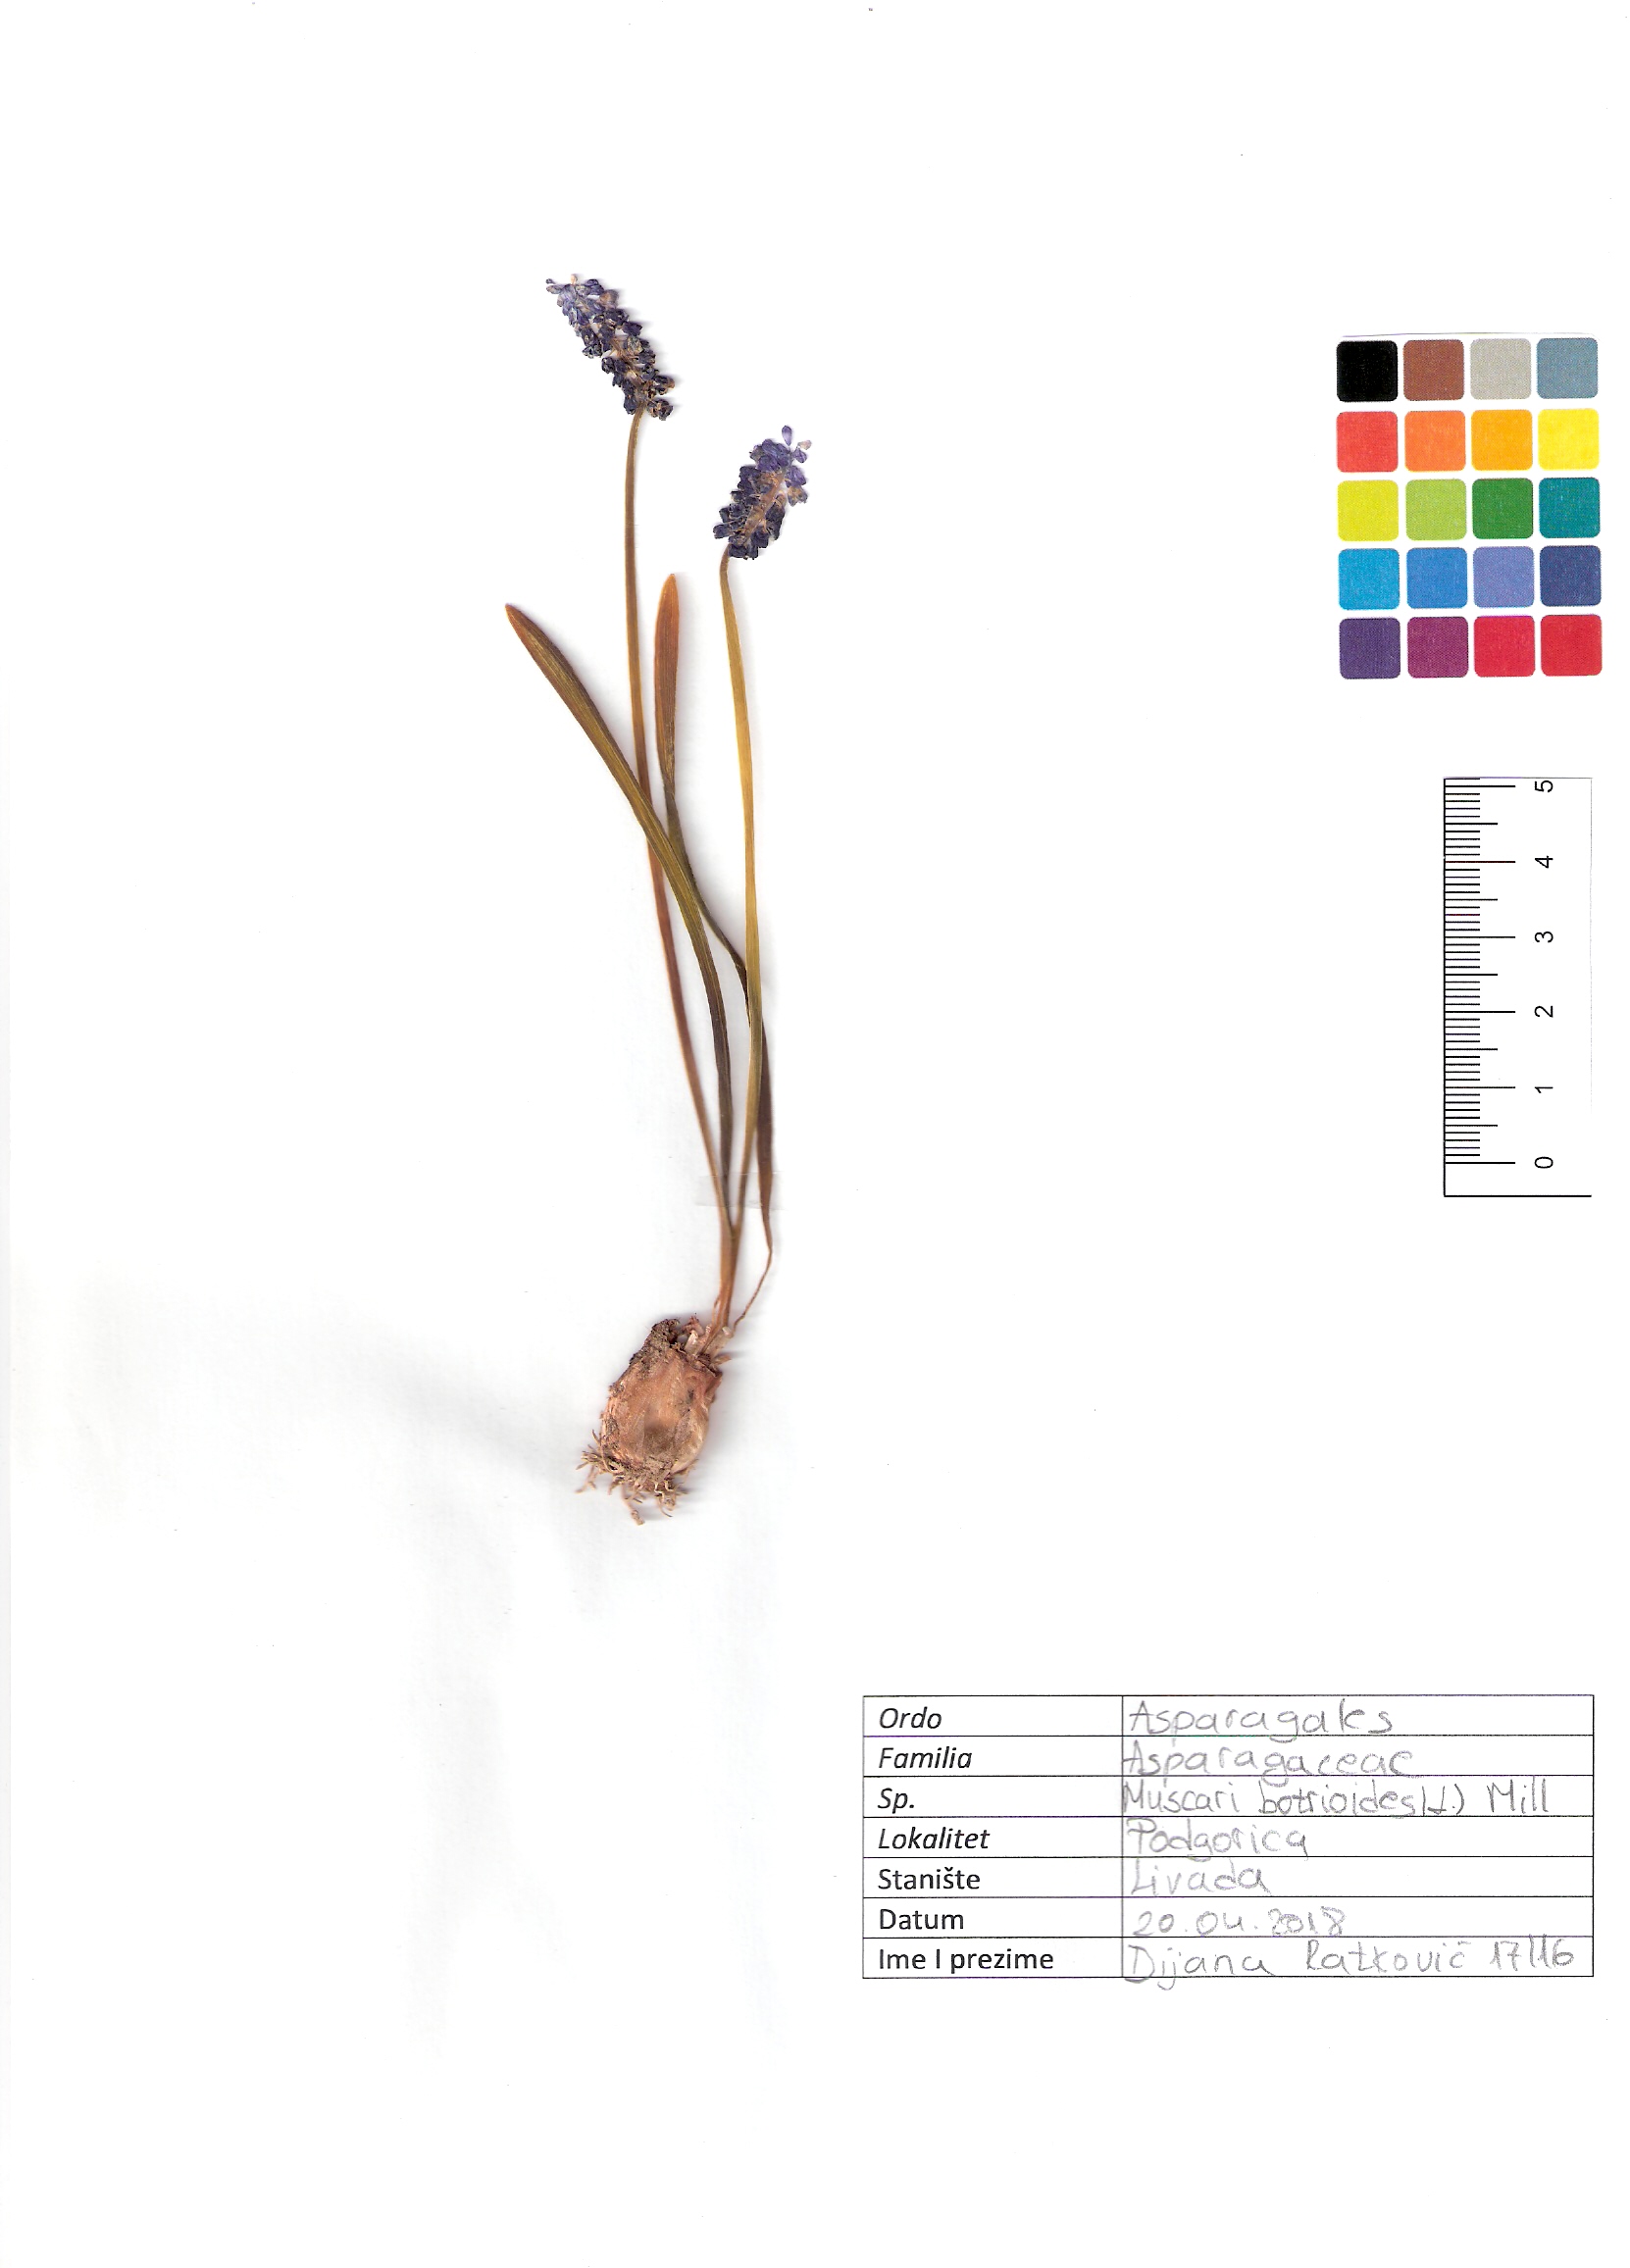 5
4
3
2
1
0
Ordo Asparagales
Familia Asparagaceae
Sp. Muscari botrioides (L.) Mill
Lokalitet Podgorica
Stanište Livada
Datum 20.04.2018
Ime I prezime Dijana Ratković 17/16